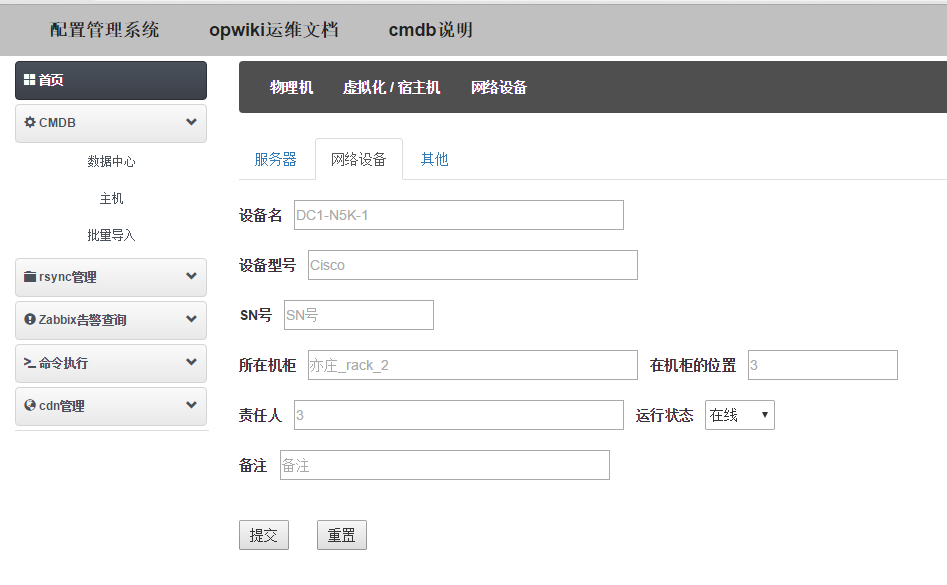 配置管理系统 opwiki运维文档 cmdb说明
首页
CMDB
数据中心
主机
批量导入
rsync管理
Zabbix告警查询
命令执行
cdn管理
物理机 虚拟化 / 宿主机 网络设备
服务器 网络设备 其他
设备名 DC1-N5K-1
设备型号 Cisco
SN号 SN号
所在机柜 亦庄_rack_2 在机柜的位置 3
责任人 3 运行状态 在线
备注 备注
提交 重置